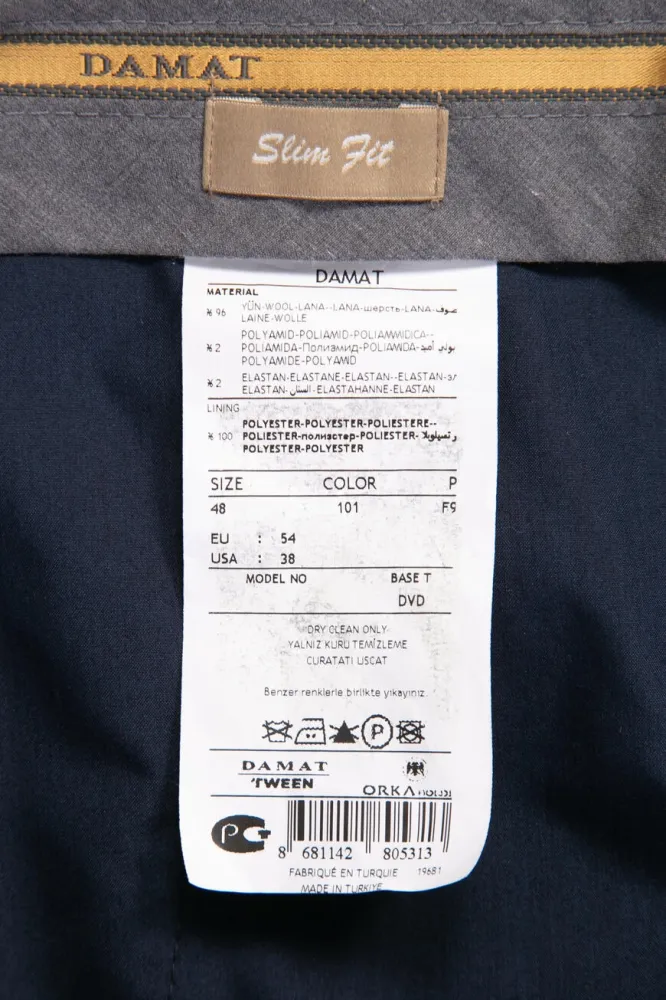 DAMAT
Slim Fit
DAMAT
MATERIAL
% 96 YÜN-WOOL-LANA--LANA-шерсть-LANA-صوف-
LAINE-WOLLE
% 2 POLYAMID-POLIAMID-POLIAMMIDICA--
POLIAMIDA-Полиэмид-POLIAMIDA-
POLYAMIDE-POLYAMID
% 2 ELASTAN-ELASTANE-ELASTAN--ELASTAN-эл
ELASTAN--ELASTAHANNE-ELASTAN
LINING
% 100 POLYESTER-POLYESTER-POLIESTERE--
POLIESTER-полиэстер-POLIESTER-
POLYESTER-POLYESTER
SIZE COLOR P
48 101 F9
EU : 54
USA : 38
MODEL NO BASE T
DVD
DRY CLEAN ONLY
YALNIZ KURU TEMİZLEME
CURATATI USCAT
Benzer renklerle birlikte yıkayınız.
P
DAMAT
'TWEEN
ORKA
8 681142 805313
FABRIQUÉ EN TURQUIE 19681
MADE IN TURKIYE